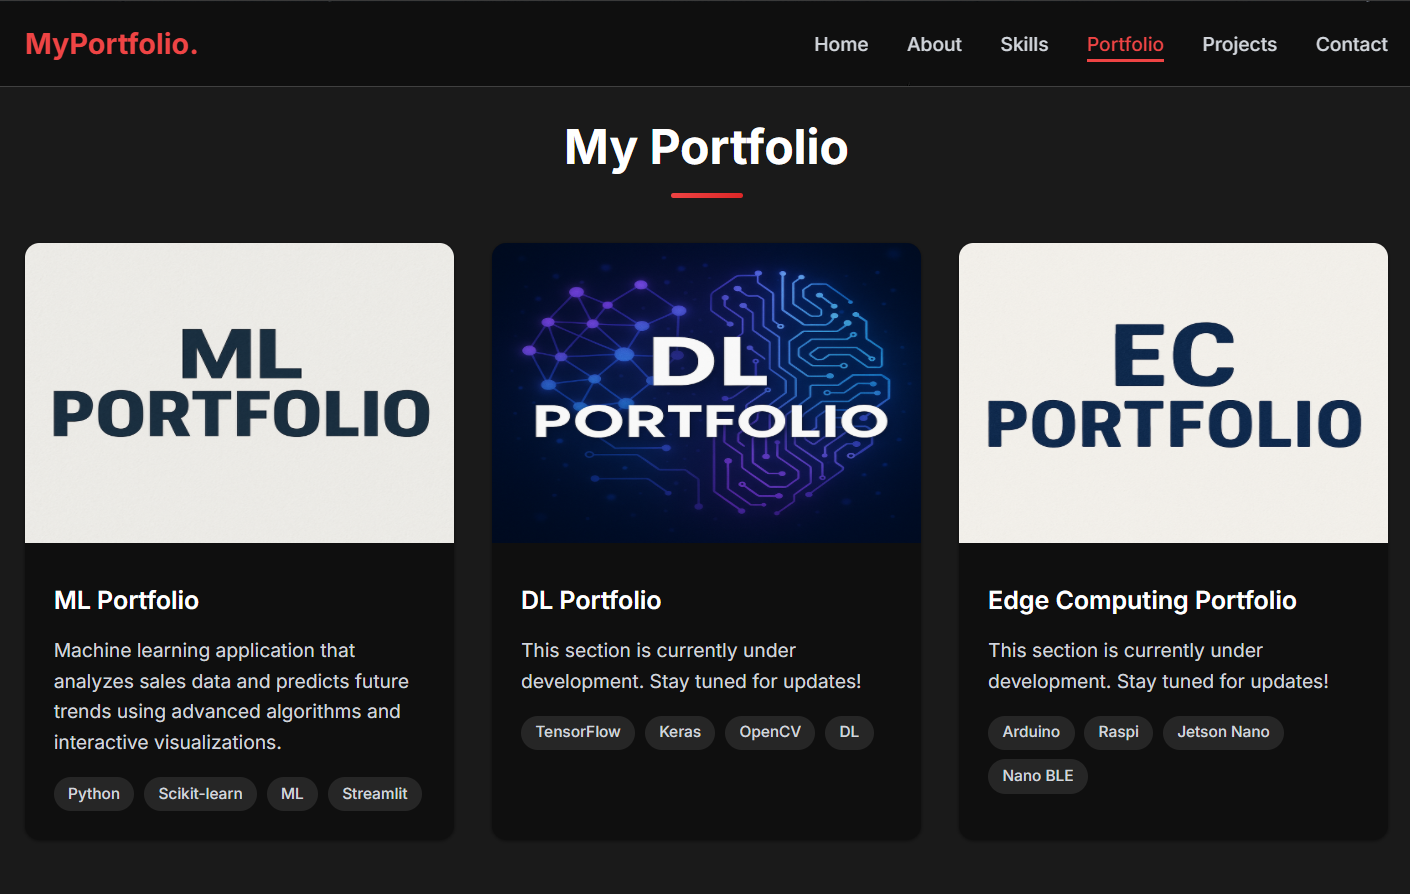 MyPortfolio.
Home About Skills Portfolio Projects Contact
My Portfolio
ML
PORTFOLIO
ML Portfolio
Machine learning application that
analyzes sales data and predicts future
trends using advanced algorithms and
interactive visualizations.
Python Scikit-learn ML Streamlit
DL
PORTFOLIO
DL Portfolio
This section is currently under
development. Stay tuned for updates!
TensorFlow Keras OpenCV DL
EC
PORTFOLIO
Edge Computing Portfolio
This section is currently under
development. Stay tuned for updates!
Arduino Raspi Jetson Nano
Nano BLE